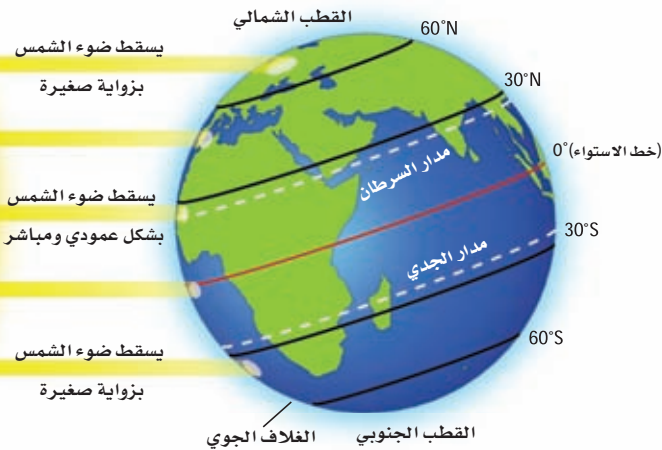 القطب الشمالي
60°N
يسقط ضوء الشمس
بزواية صغيرة
30°N
0°(خط الاستواء)
مدار السرطان
يسقط ضوء الشمس
بشكل عمودي ومباشر
30°S
مدار الجدي
60°S
يسقط ضوء الشمس
بزواية صغيرة
الغلاف الجوي
القطب الجنوبي